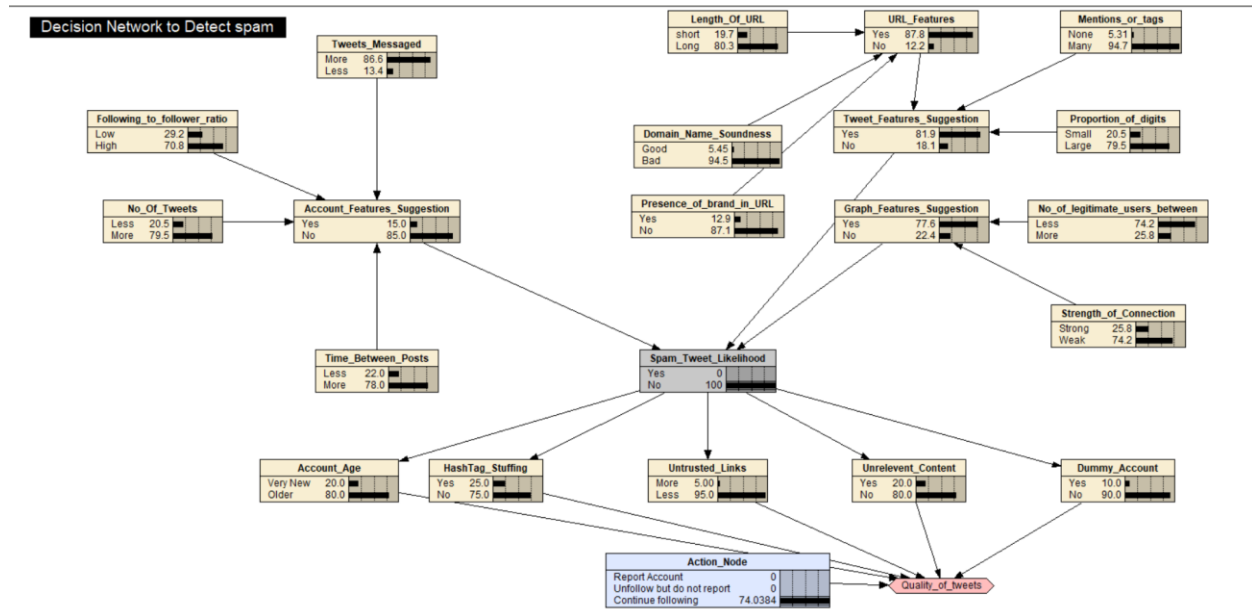 Decision Network to Detect spam
Length_Of_URL
short 19.7
Long 80.3
URL_Features
Yes 87.8
No 12.2
Mentions_or_tags
None 5.31
Many 94.7
Tweets_Messaged
More 86.6
Less 13.4
Following_to_follower_ratio
Low 29.2
High 70.8
Domain_Name_Soundness
Good 5.45
Bad 94.5
Tweet_Features_Suggestion
Yes 81.9
No 18.1
Proportion_of_digits
Small 20.5
Large 79.5
No_Of_Tweets
Less 20.5
More 79.5
Account_Features_Suggestion
Yes 15.0
No 85.0
Presence_of_brand_in_URL
Yes 12.9
No 87.1
Graph_Features_Suggestion
Yes 77.6
No 22.4
No_of_legitimate_users_between
Less 74.2
More 25.8
Strength_of_Connection
Strong 25.8
Weak 74.2
Time_Between_Posts
Less 22.0
More 78.0
Spam_Tweet_Likelihood
Yes 0
No 100
Account_Age
Very New 20.0
Older 80.0
HashTag_Stuffing
Yes 25.0
No 75.0
Untrusted_Links
More 5.00
Less 95.0
Unrelevent_Content
Yes 20.0
No 80.0
Dummy_Account
Yes 10.0
No 90.0
Action_Node
Report Account 0
Unfollow but do not report 0
Continue following 74.0384
Quality_of_tweets